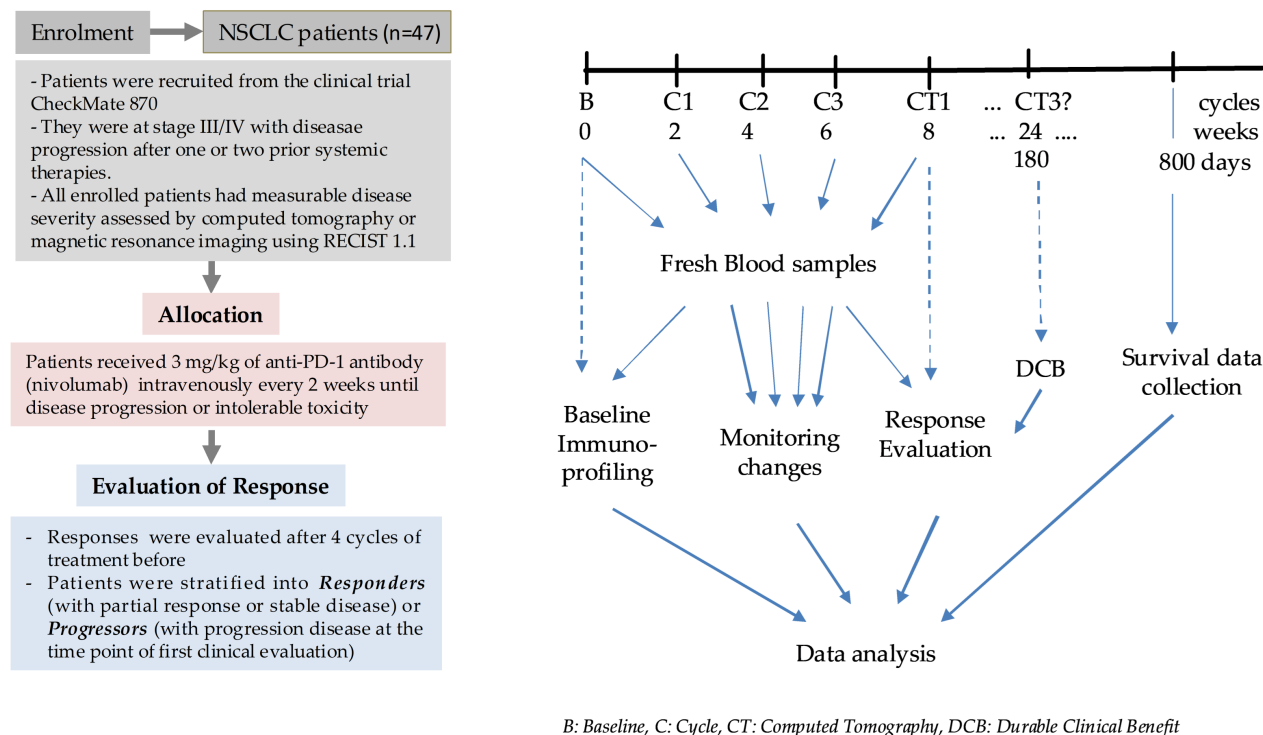 Enrolment
NSCLC patients (n=47)
- Patients were recruited from the clinical trial
CheckMate 870
- They were at stage III/IV with diseasae
progression after one or two prior systemic
therapies.
- All enrolled patients had measurable disease
severity assessed by computed tomography or
magnetic resonance imaging using RECIST 1.1
Allocation
Patients received 3 mg/kg of anti-PD-1 antibody
(nivolumab) intravenously every 2 weeks until
disease progression or intolerable toxicity
Evaluation of Response
- Responses were evaluated after 4 cycles of
treatment before
- Patients were stratified into Responders
(with partial response or stable disease) or
Progressors (with progression disease at the
time point of first clinical evaluation)
B C1 C2 C3 CT1 ... CT3? cycles
0 2 4 6 8 ... 24 .... weeks
180 800 days
Fresh Blood samples
DCB
Survival data
collection
Baseline
Immuno-
profiling
Monitoring
changes
Response
Evaluation
Data analysis
B: Baseline, C: Cycle, CT: Computed Tomography, DCB: Durable Clinical Benefit